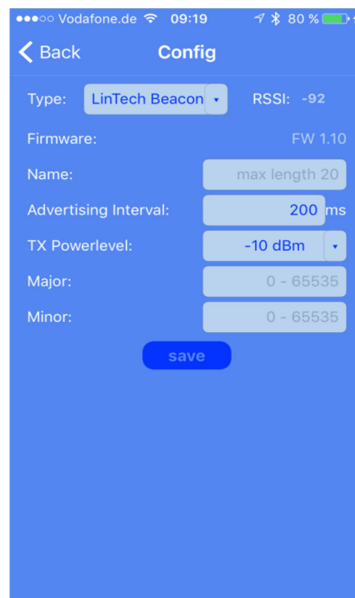 Vodafone.de 09:19 80 %
Back Config
Type: LinTech Beacon RSSI: -92
Firmware: FW 1.10
Name: max length 20
Advertising Interval: 200 ms
TX Powerlevel: -10 dBm
Major: 0 - 65535
Minor: 0 - 65535
save